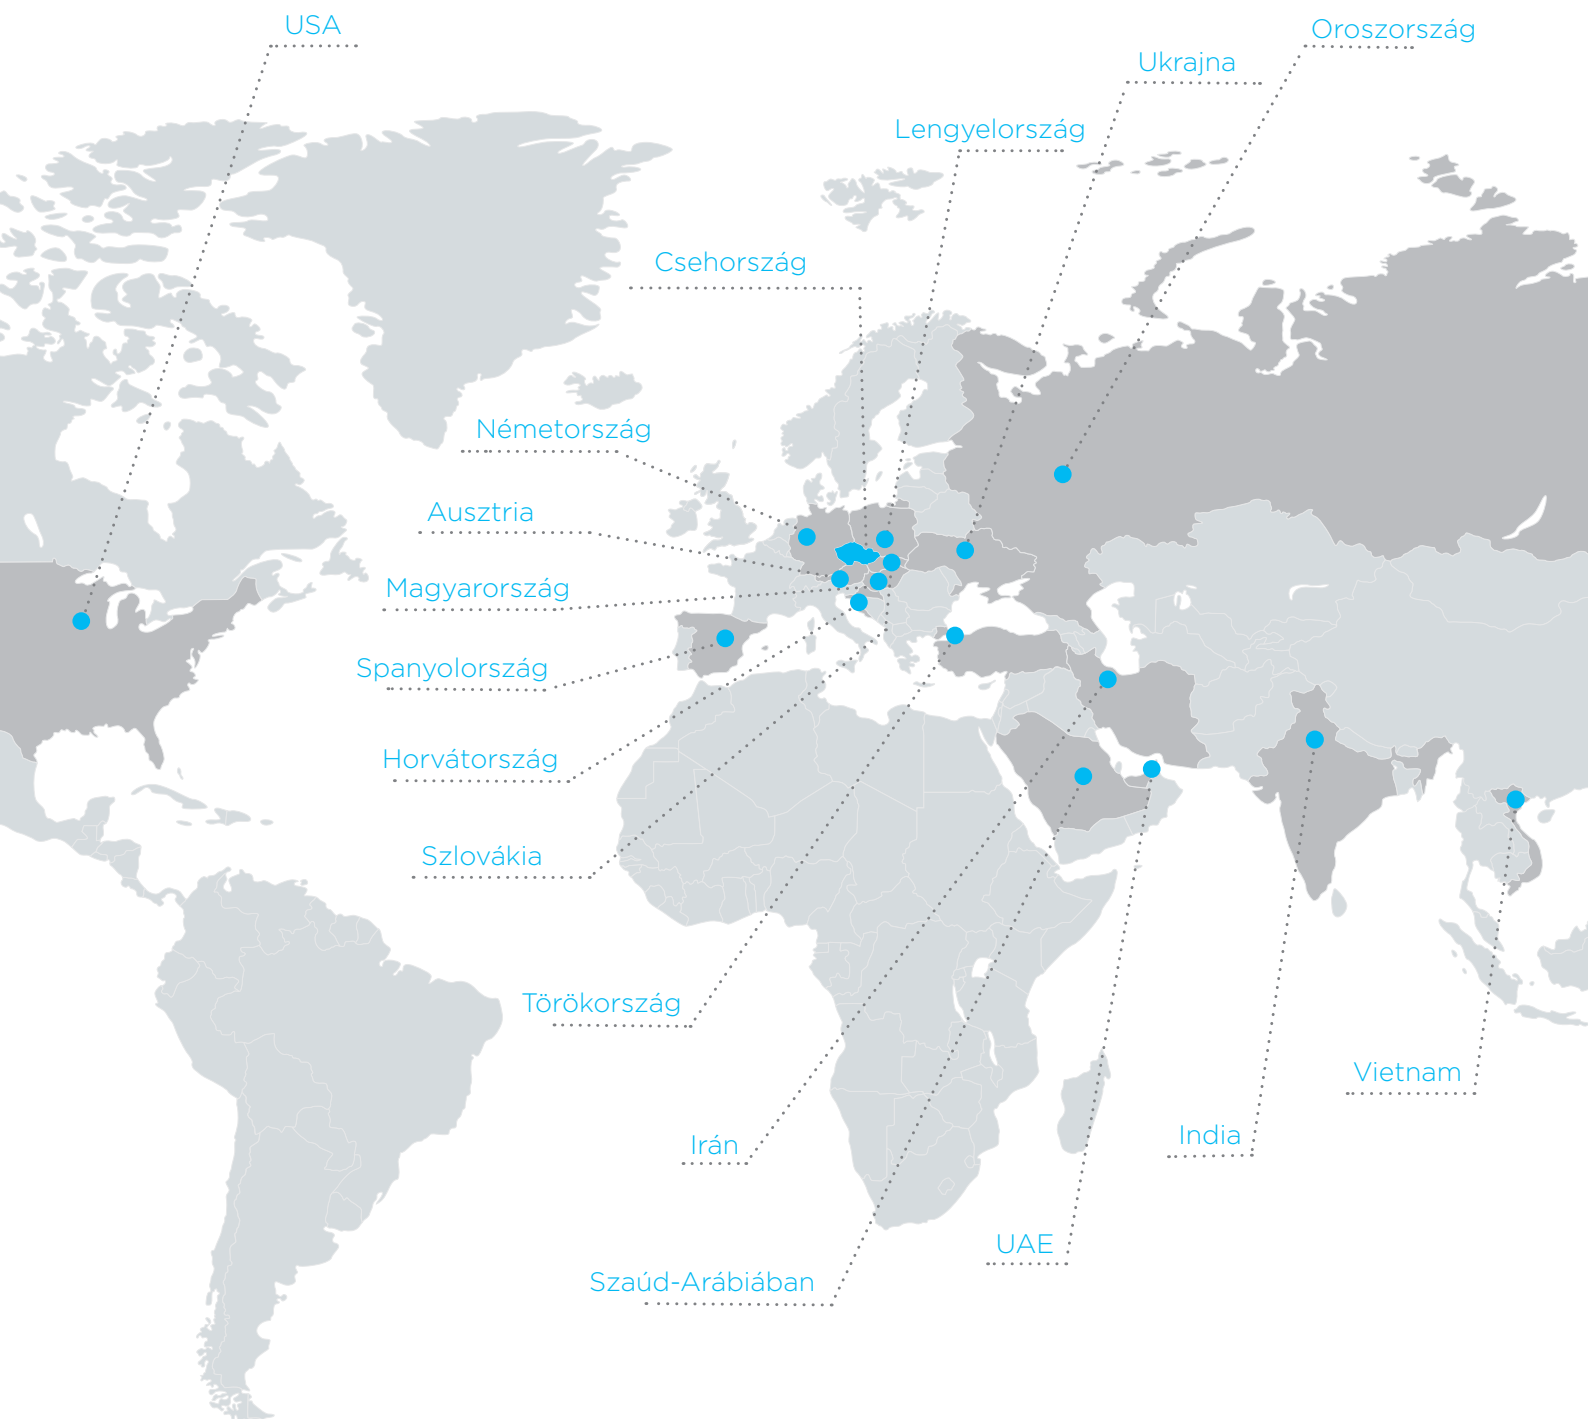 USA
Oroszország
Ukrajna
Lengyelország
Csehország
Németország
Ausztria
Magyarország
Spanyolország
Horvátország
Szlovákia
Törökország
Vietnam
India
Irán
UAE
Szaúd-Arábiában